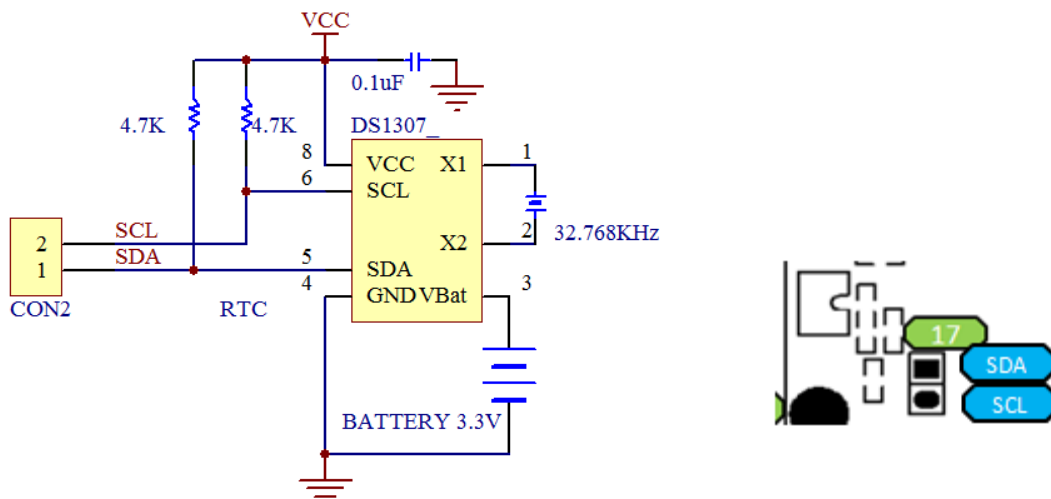 VCC
0.1uF
4.7K
4.7K
DS1307_
8
VCC
X1
1
6
SCL
2
SCL
X2
2
32.768KHz
1
SDA
5
SDA
3
4
GND
VBat
CON2
RTC
BATTERY 3.3V
17
SDA
SCL